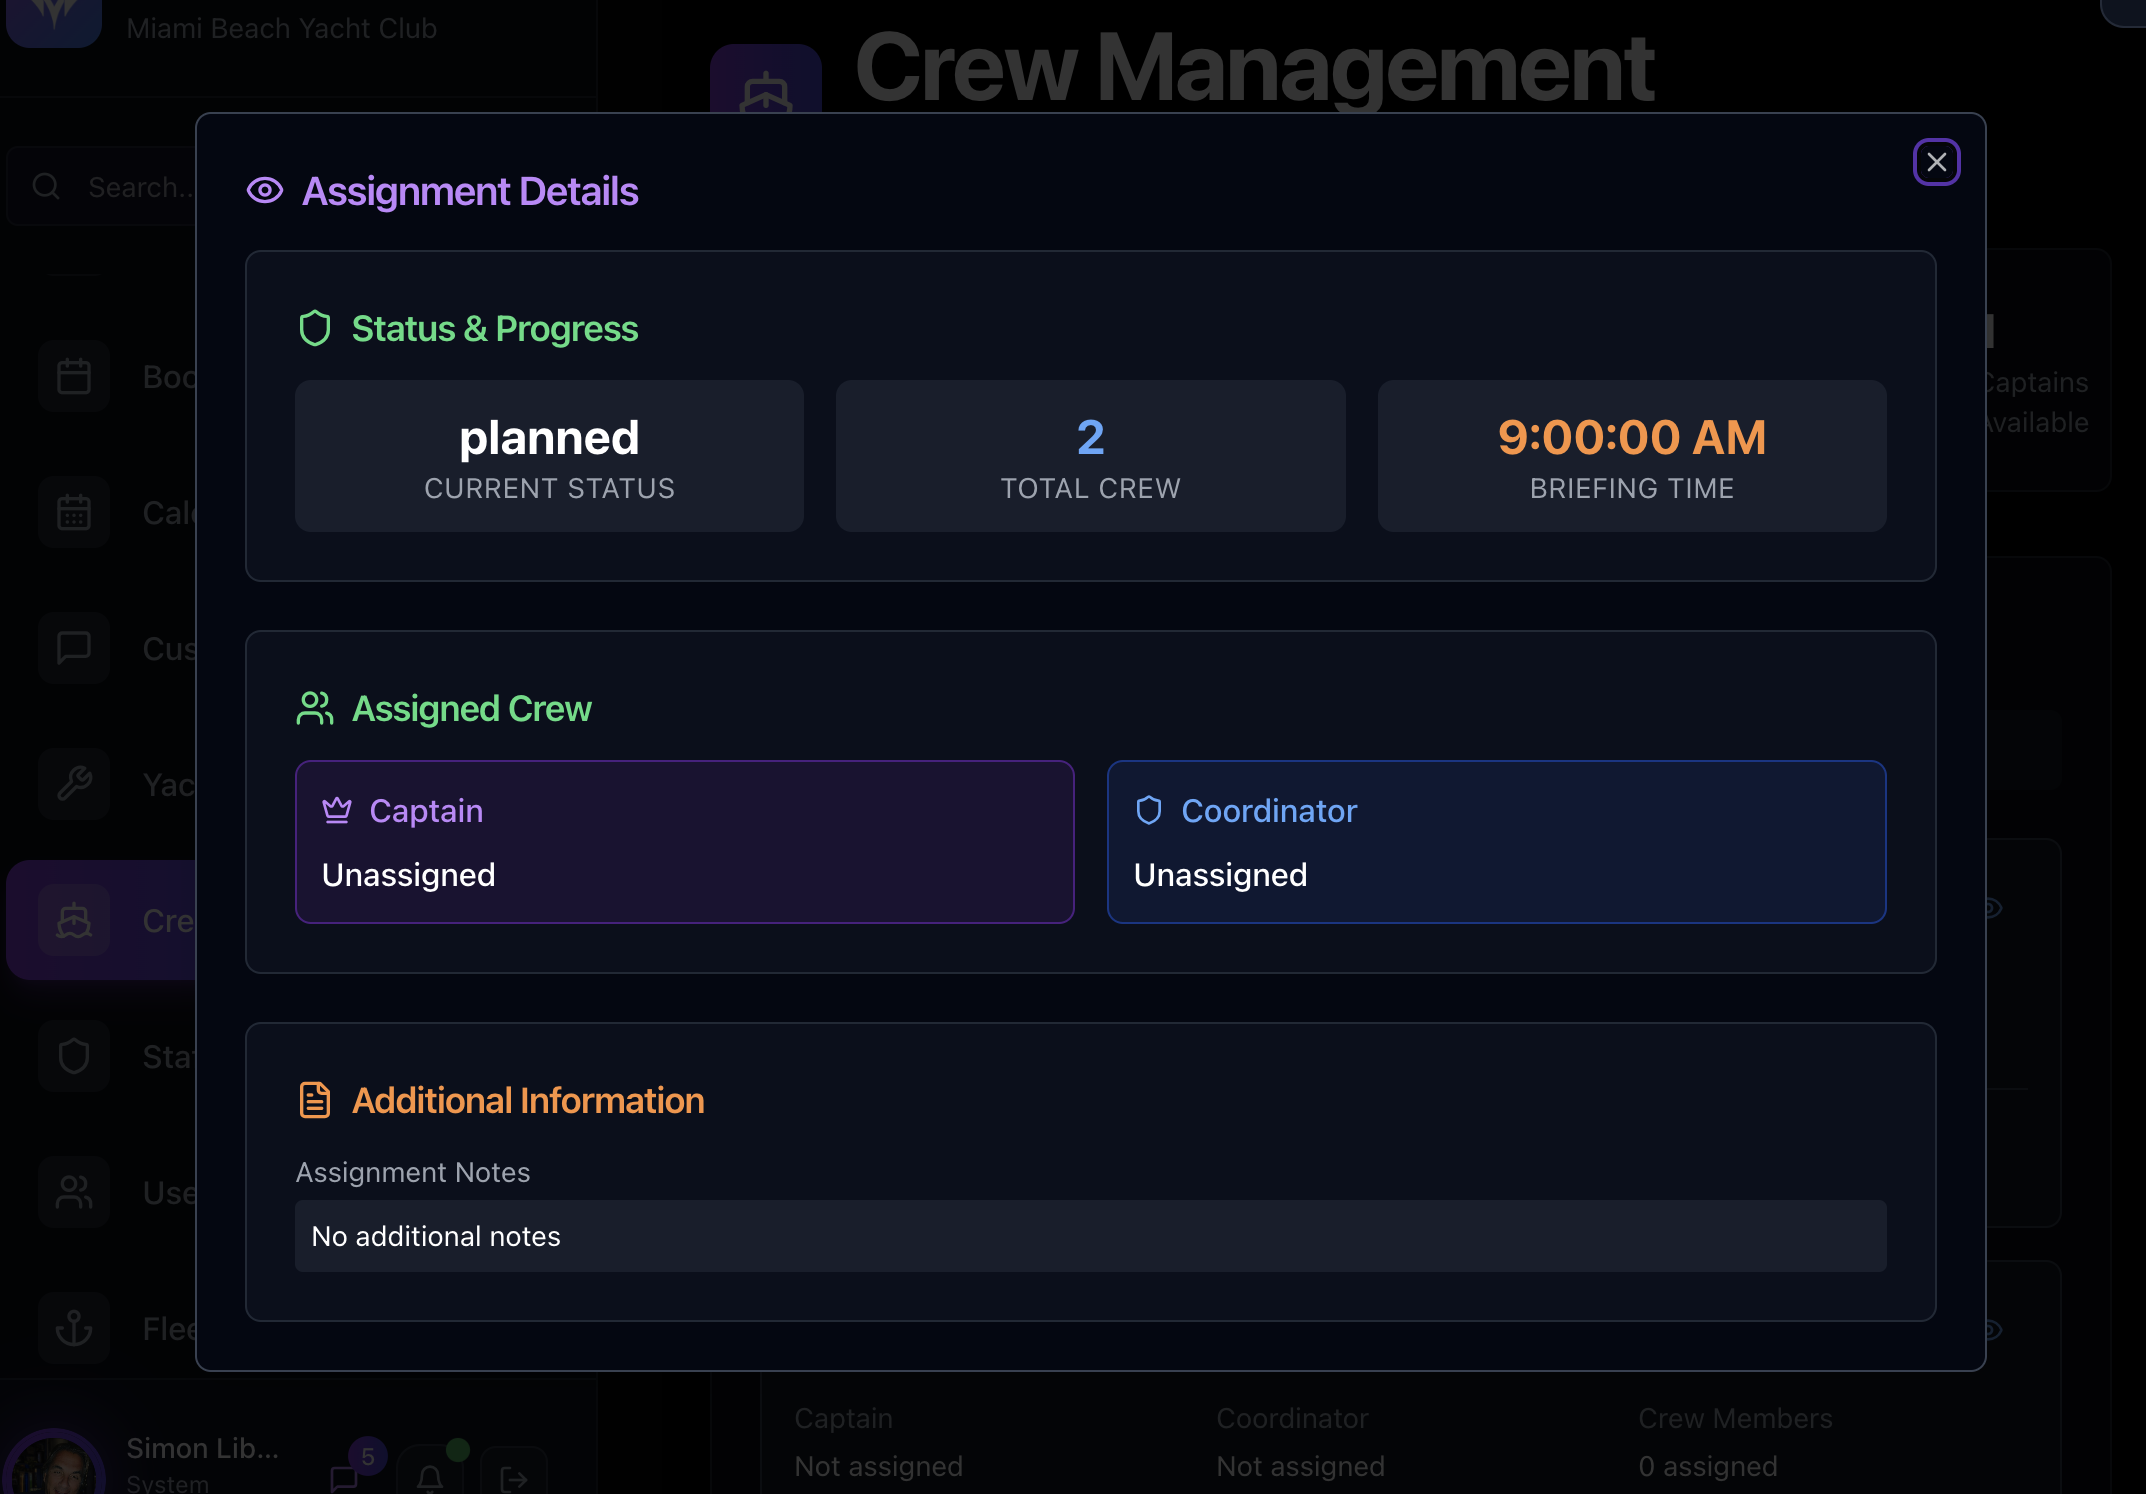 Miami Beach Yacht Club
Crew Management
Search...
Assignment Details
Status & Progress
planned
CURRENT STATUS
2
TOTAL CREW
9:00:00 AM
BRIEFING TIME
Captains
Available
Assigned Crew
Captain
Unassigned
Coordinator
Unassigned
Additional Information
Assignment Notes
No additional notes
Boo
Cale
Cus
Yac
Cre
Sta
Use
Flee
Captain
Not assigned
Coordinator
Not assigned
Crew Members
0 assigned
Simon Lib...
System
5